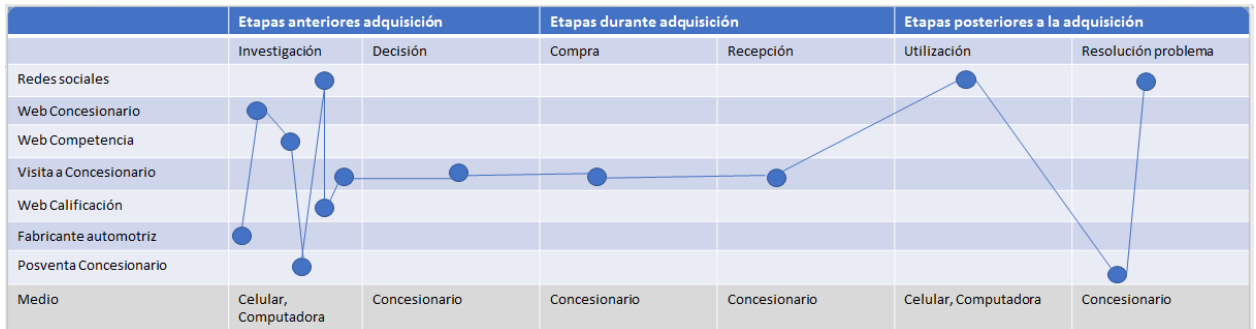 Etapas anteriores adquisición Etapas durante adquisición Etapas posteriores a la adquisición
Investigación Decisión Compra Recepción Utilización Resolución problema
Redes sociales
Web Concesionario
Web Competencia
Visita a Concesionario
Web Calificación
Fabricante automotriz
Posventa Concesionario
Medio Celular, Concesionario Concesionario Concesionario Celular, Computadora Concesionario
Computadora